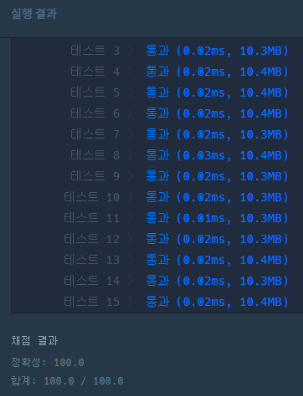 실행 결과
테스트 3 〉 통과 (0.02ms, 10.3MB)
테스트 4 〉 통과 (0.02ms, 10.4MB)
테스트 5 〉 통과 (0.02ms, 10.4MB)
테스트 6 〉 통과 (0.02ms, 10.4MB)
테스트 7 〉 통과 (0.02ms, 10.3MB)
테스트 8 〉 통과 (0.03ms, 10.4MB)
테스트 9 〉 통과 (0.02ms, 10.3MB)
테스트 10 〉 통과 (0.02ms, 10.3MB)
테스트 11 〉 통과 (0.01ms, 10.3MB)
테스트 12 〉 통과 (0.02ms, 10.3MB)
테스트 13 〉 통과 (0.02ms, 10.4MB)
테스트 14 〉 통과 (0.02ms, 10.3MB)
테스트 15 〉 통과 (0.02ms, 10.4MB)
채점 결과
정확성: 100.0
합계: 100.0 / 100.0